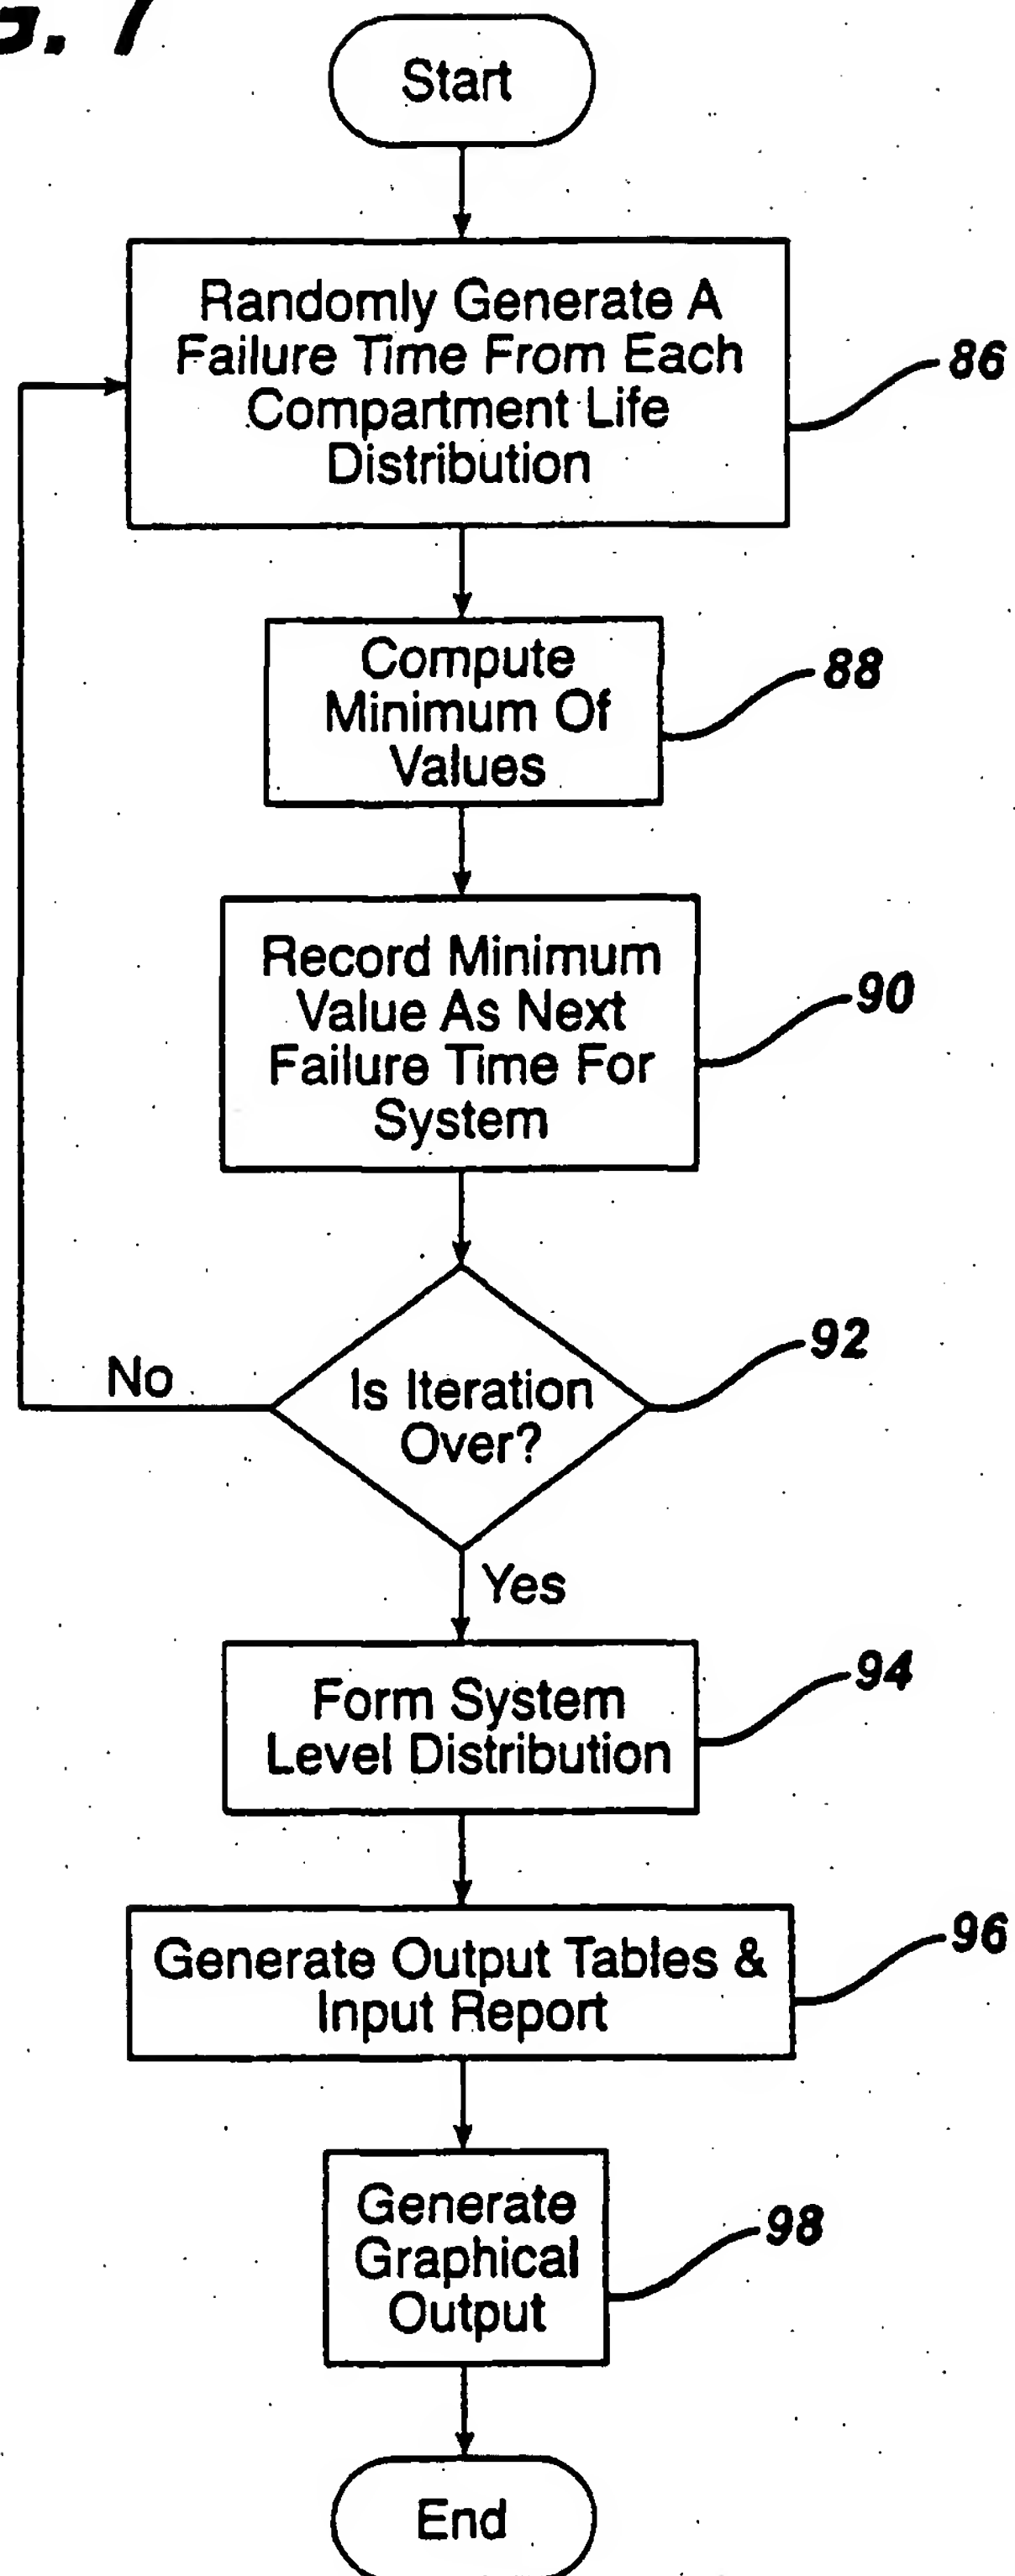 G. 7
Start
Randomly Generate A
Failure Time From Each
Compartment Life
Distribution
86
Compute
Minimum Of
Values
88
Record Minimum
Value As Next
Failure Time For
System
90
Is Iteration
Over?
92
No
Yes
Form System
Level Distribution
94
Generate Output Tables &
Input Report
96
Generate
Graphical
Output
98
End